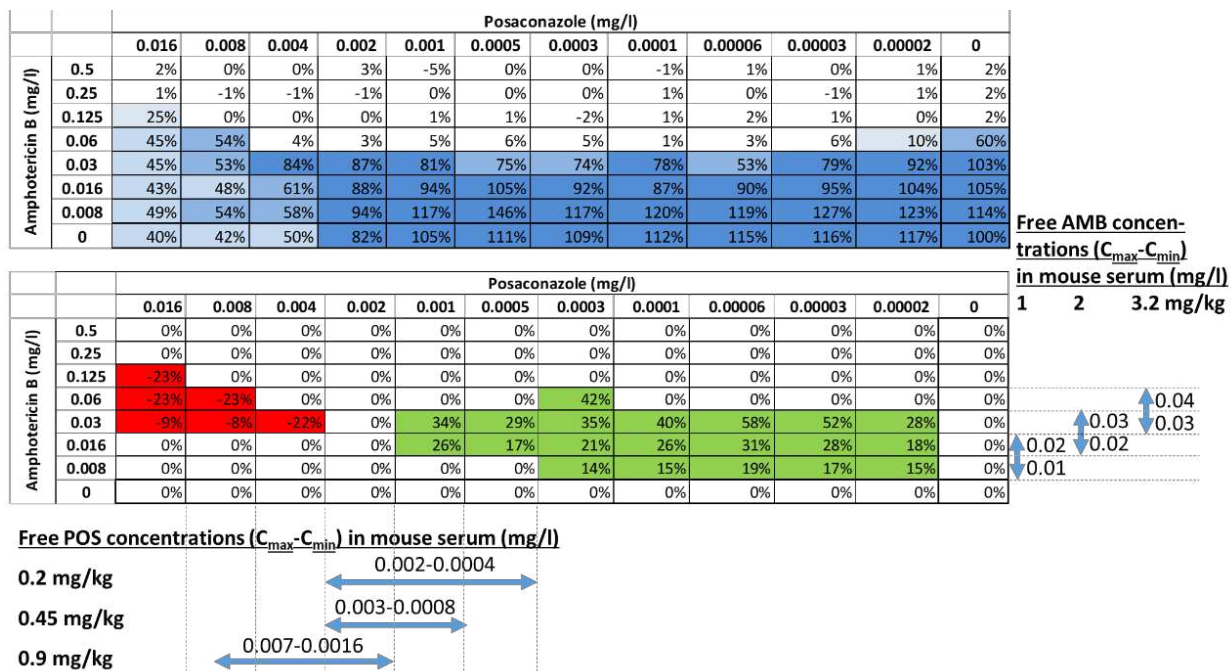 Posaconazole (mg/l)
0.016 0.008 0.004 0.002 0.001 0.0005 0.0003 0.0001 0.00006 0.00003 0.00002 0
Amphotericin B (mg/l)
0.5 2% 0% 0% 3% -5% 0% 0% -1% 1% 0% 1% 2%
0.25 1% -1% -1% -1% 0% 0% 0% 1% 0% -1% 1% 2%
0.125 25% 0% 0% 0% 1% 1% -2% 1% 2% 1% 0% 2%
0.06 45% 54% 4% 3% 5% 6% 5% 1% 3% 6% 10% 60%
0.03 45% 53% 84% 87% 81% 75% 74% 78% 53% 79% 92% 103%
0.016 43% 48% 61% 88% 94% 105% 92% 87% 90% 95% 104% 105%
0.008 49% 54% 58% 94% 117% 146% 117% 120% 119% 127% 123% 114%
0 40% 42% 50% 82% 105% 111% 109% 112% 115% 116% 117% 100%
Free AMB concen-
trations (Cmax-Cmin)
in mouse serum (mg/l)
1 2 3.2 mg/kg
Posaconazole (mg/l)
0.016 0.008 0.004 0.002 0.001 0.0005 0.0003 0.0001 0.00006 0.00003 0.00002 0
Amphotericin B (mg/l)
0.5 0% 0% 0% 0% 0% 0% 0% 0% 0% 0% 0% 0%
0.25 0% 0% 0% 0% 0% 0% 0% 0% 0% 0% 0% 0%
0.125 -23% 0% 0% 0% 0% 0% 0% 0% 0% 0% 0% 0%
0.06 -23% -23% 0% 0% 0% 0% 42% 0% 0% 0% 0% 0% 0.04
0.03 -9% -8% -22% 0% 34% 29% 35% 40% 58% 52% 28% 0% 0.03 0.03
0.016 0% 0% 0% 0% 26% 17% 21% 26% 31% 28% 18% 0% 0.02 0.02
0.008 0% 0% 0% 0% 0% 0% 14% 15% 19% 17% 15% 0% 0.01
0 0% 0% 0% 0% 0% 0% 0% 0% 0% 0% 0% 0%
Free POS concentrations (Cmax-Cmin) in mouse serum (mg/l)
0.2 mg/kg 0.002-0.0004
0.45 mg/kg 0.003-0.0008
0.9 mg/kg 0.007-0.0016